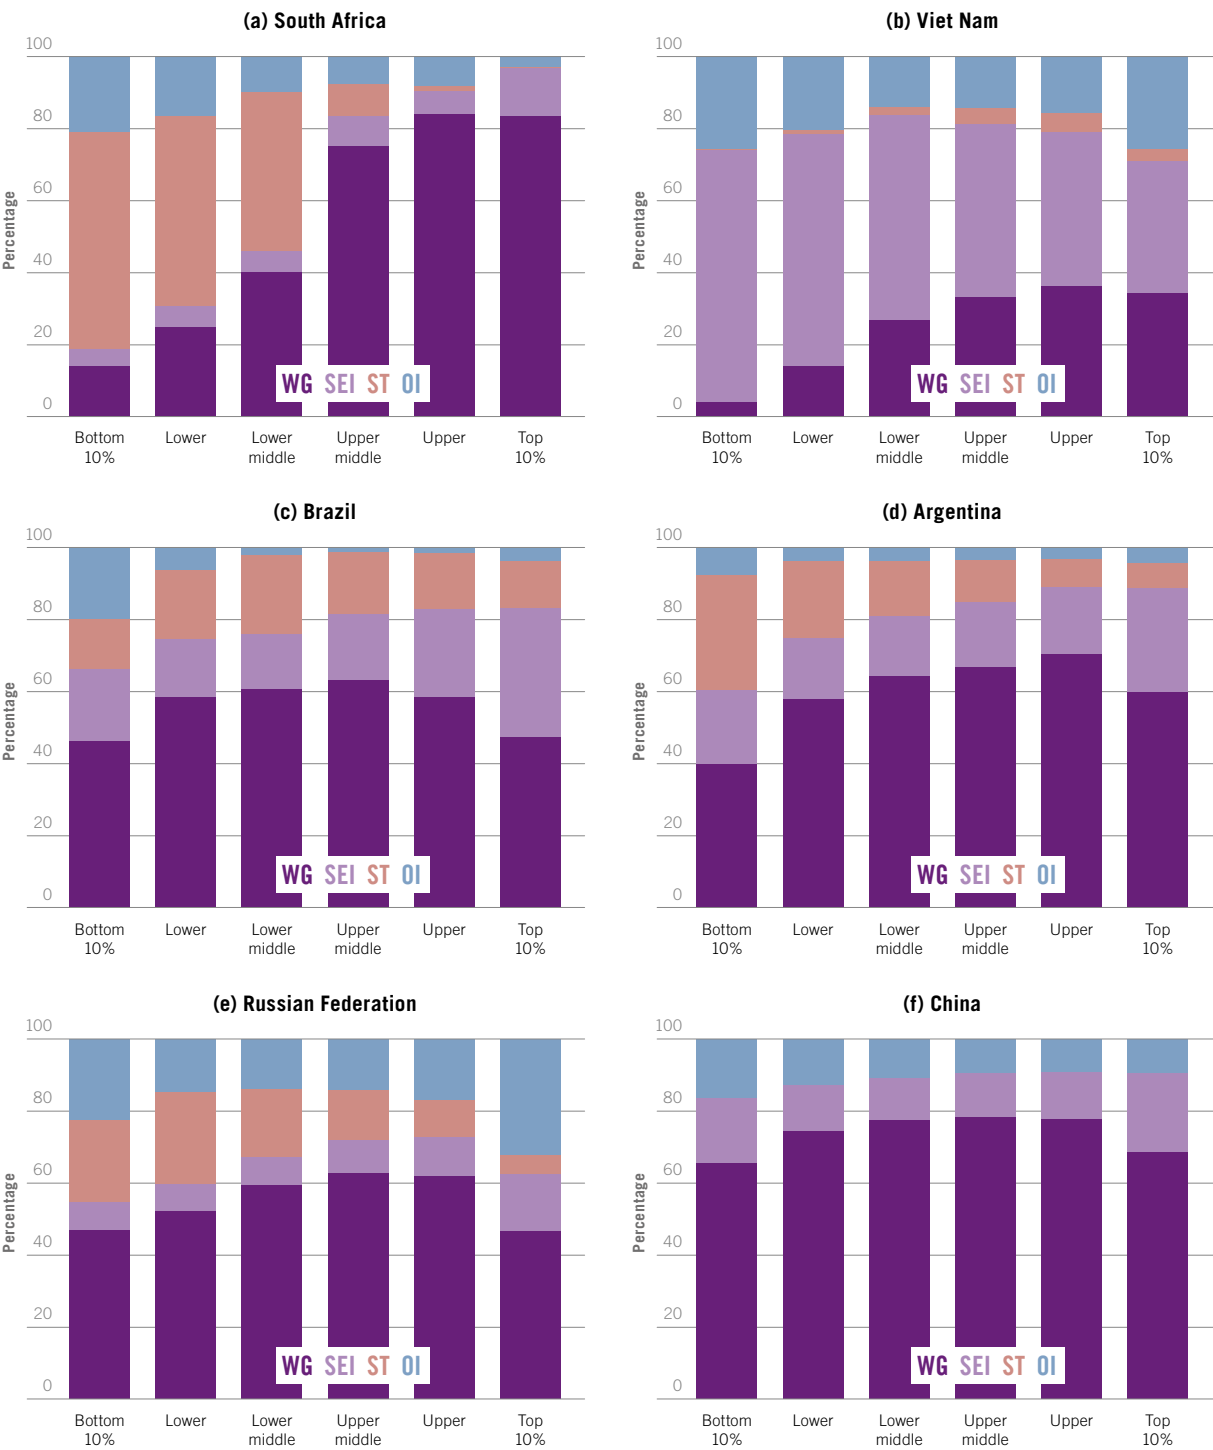 (a) South Africa
Percentage
100
80
60
40
20
0
WG SEI ST OI
Bottom 10%
Lower
Lower middle
Upper middle
Upper
Top 10%
(b) Viet Nam
Percentage
100
80
60
40
20
0
WG SEI ST OI
Bottom 10%
Lower
Lower middle
Upper middle
Upper
Top 10%
(c) Brazil
Percentage
100
80
60
40
20
0
WG SEI ST OI
Bottom 10%
Lower
Lower middle
Upper middle
Upper
Top 10%
(d) Argentina
Percentage
100
80
60
40
20
0
WG SEI ST OI
Bottom 10%
Lower
Lower middle
Upper middle
Upper
Top 10%
(e) Russian Federation
Percentage
100
80
60
40
20
0
WG SEI ST OI
Bottom 10%
Lower
Lower middle
Upper middle
Upper
Top 10%
(f) China
Percentage
100
80
60
40
20
0
WG SEI ST OI
Bottom 10%
Lower
Lower middle
Upper middle
Upper
Top 10%